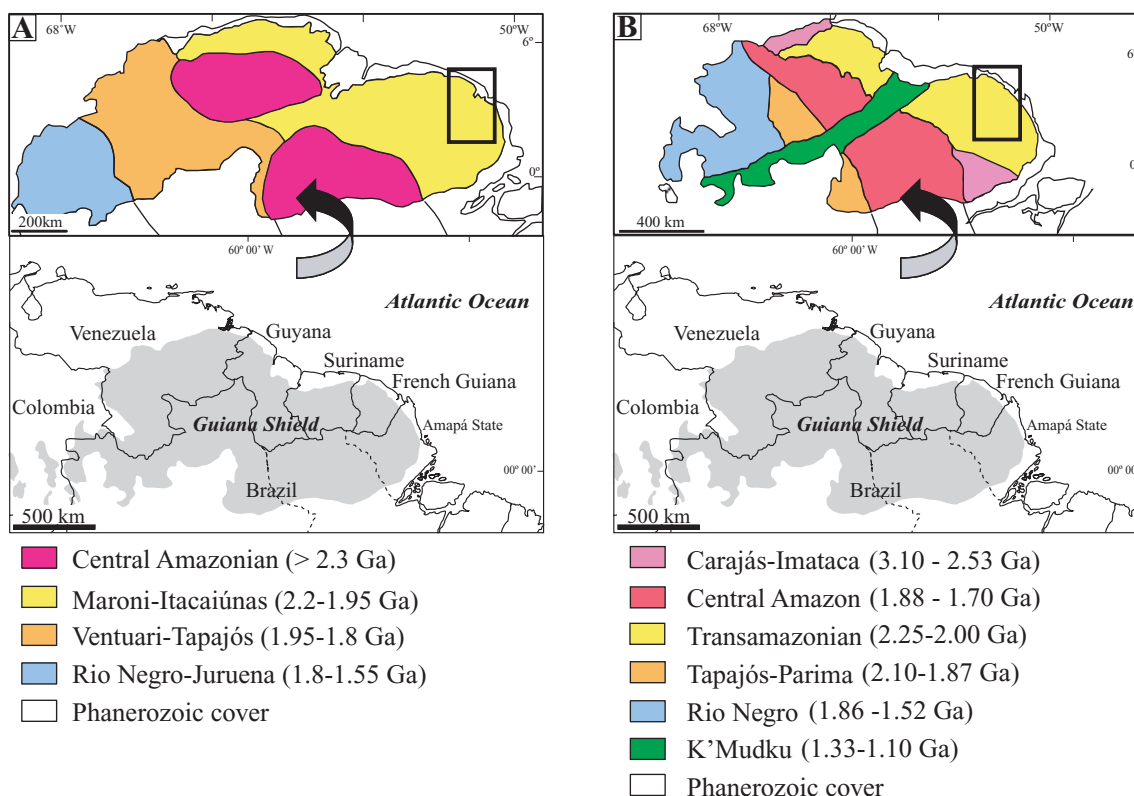 A
68°W
50°W
6°
0°
200km
60° 00'W
Atlantic Ocean
Venezuela
Guyana
Suriname
French Guiana
Colombia
Guiana Shield
Amapá State
00° 00'
Brazil
500 km
Central Amazonian (> 2.3 Ga)
Maroni-Itacaiúnas (2.2-1.95 Ga)
Ventuari-Tapajós (1.95-1.8 Ga)
Rio Negro-Juruena (1.8-1.55 Ga)
Phanerozoic cover
B
68°W
50°W
6
0
400 km
60° 00'W
Atlantic Ocean
Venezuela
Guyana
Suriname
French Guiana
Colombia
Guiana Shield
Amapá State
00° 00
Brazil
500 km
Carajás-Imataca (3.10 - 2.53 Ga)
Central Amazon (1.88 - 1.70 Ga)
Transamazonian (2.25-2.00 Ga)
Tapajós-Parima (2.10-1.87 Ga)
Rio Negro (1.86 -1.52 Ga)
K'Mudku (1.33-1.10 Ga)
Phanerozoic cover